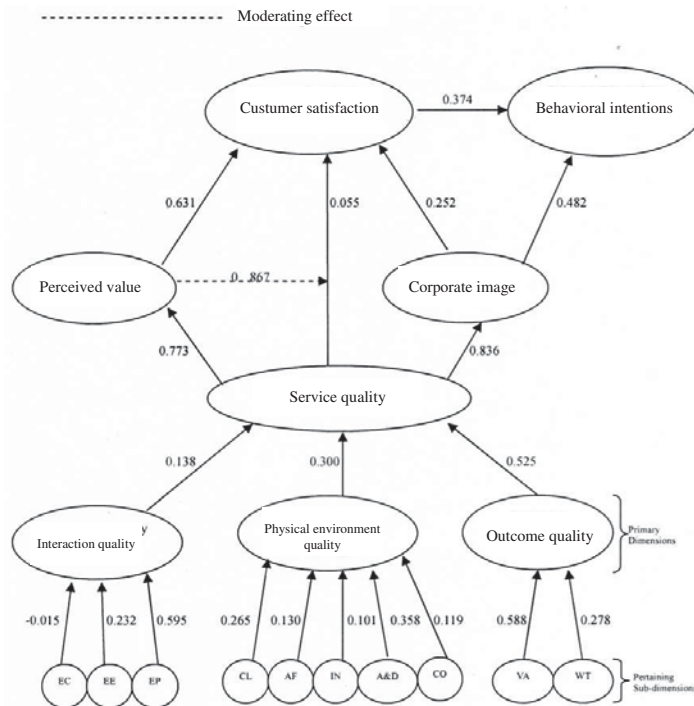 Moderating effect
Custumer satisfaction
0.374
Behavioral intentions
0.631
0.055
0.252
0.482
Perceived value
0. .867
Corporate image
0.773
0.836
Service quality
0.138
0.300
0.525
Interaction quality
y
Physical environment
quality
Outcome quality
Primary
Dimensions
-0.015
0.232
0.595
0.265
0.130
0.101
0.358
0.119
0.588
0.278
EC
EE
EP
CL
AF
IN
A&D
CO
VA
WT
Pertaining
Sub-dimension